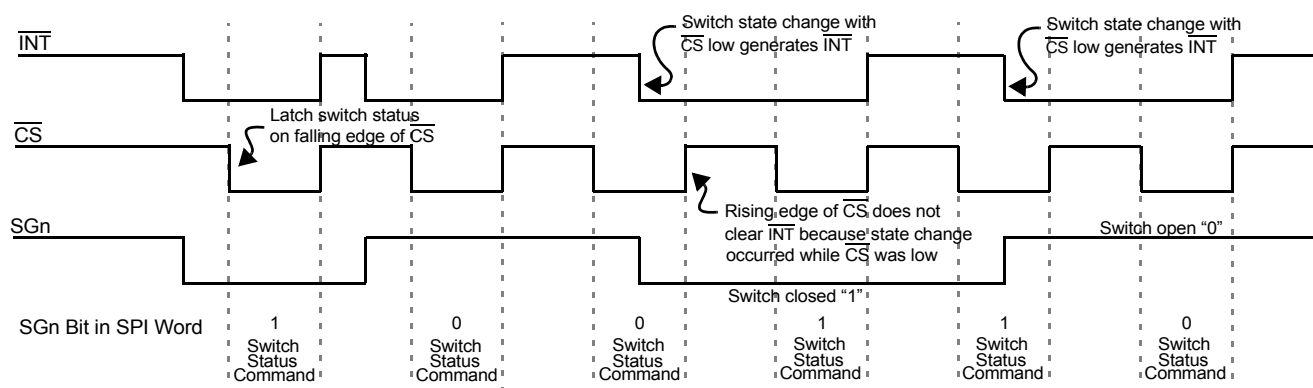 INT
Switch state change with
CS low generates INT
Switch state change with
CS low generates INT
Latch switch status
on falling edge of CS
CS
Rising edge of CS does not
clear INT because state change
occurred while CS was low
SGn
Switch open “0”
Switch closed “1”
SGn Bit in SPI Word
1
Switch
Status
Command
0
Switch
Status
Command
0
Switch
Status
Command
1
Switch
Status
Command
1
Switch
Status
Command
0
Switch
Status
Command